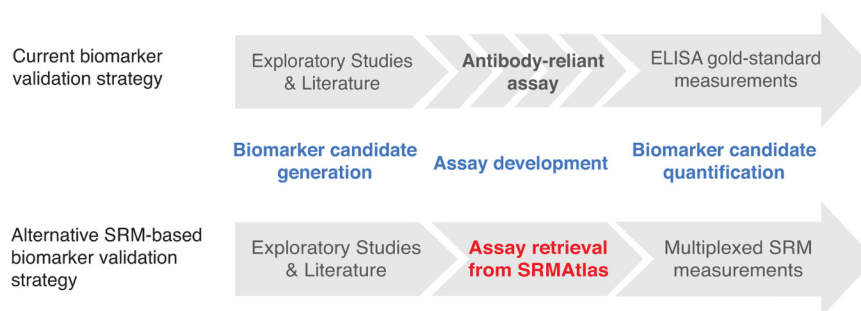 Current biomarker
validation strategy
Exploratory Studies
& Literature
Antibody-reliant
assay
ELISA gold-standard
measurements
Biomarker candidate
generation
Assay development
Biomarker candidate
quantification
Alternative SRM-based
biomarker validation
strategy
Exploratory Studies
& Literature
Assay retrieval
from SRMAtlas
Multiplexed SRM
measurements